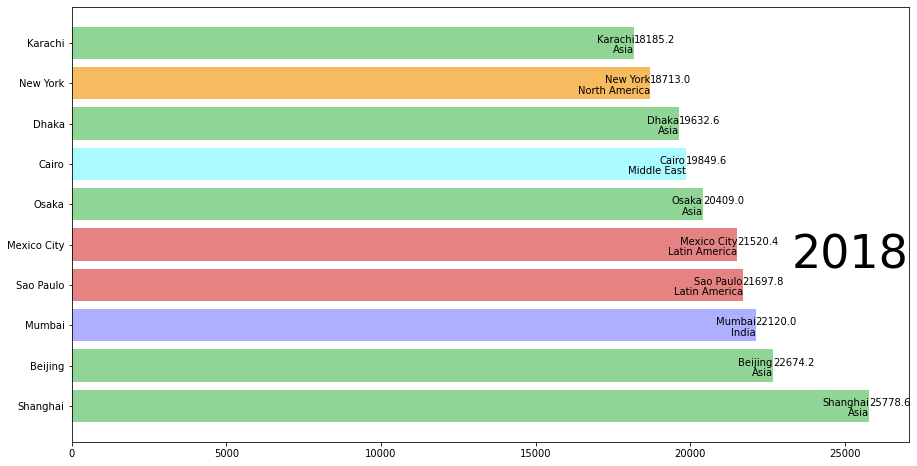 Karachi
Karachi 18185.2
Asia
New York
New York 18713.0
North America
Dhaka
Dhaka 19632.6
Asia
Cairo
Cairo 19849.6
Middle East
Osaka
Osaka 20409.0
Asia
Mexico City
Mexico City 21520.4
Latin America
2018
Sao Paulo
Sao Paulo 21697.8
Latin America
Mumbai
Mumbai 22120.0
India
Beijing
Beijing 22674.2
Asia
Shanghai
Shanghai 25778.6
Asia
0 5000 10000 15000 20000 25000